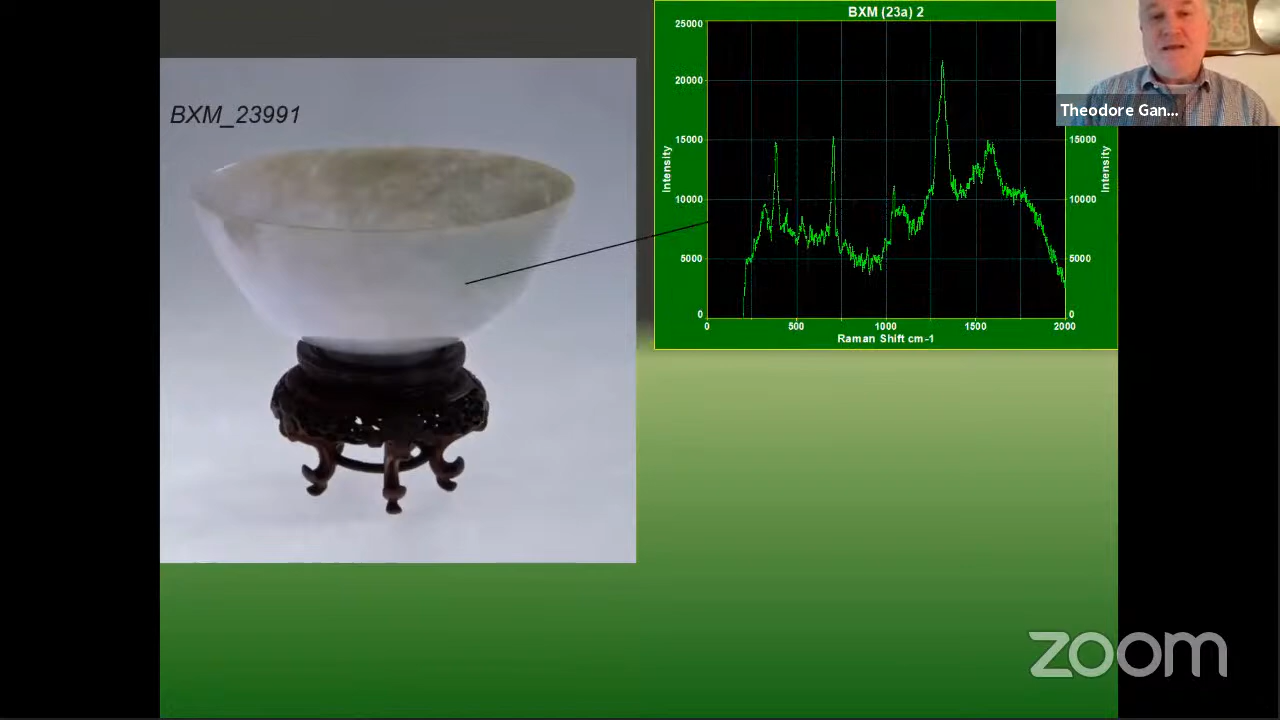 BXM (23a) 2
BXM_23991
Theodore Gan...
25000
20000
15000
10000
5000
0
Intensity
15000
10000
5000
0
Intensity
0 500 1000 1500 2000
Raman Shift cm-1
zoom